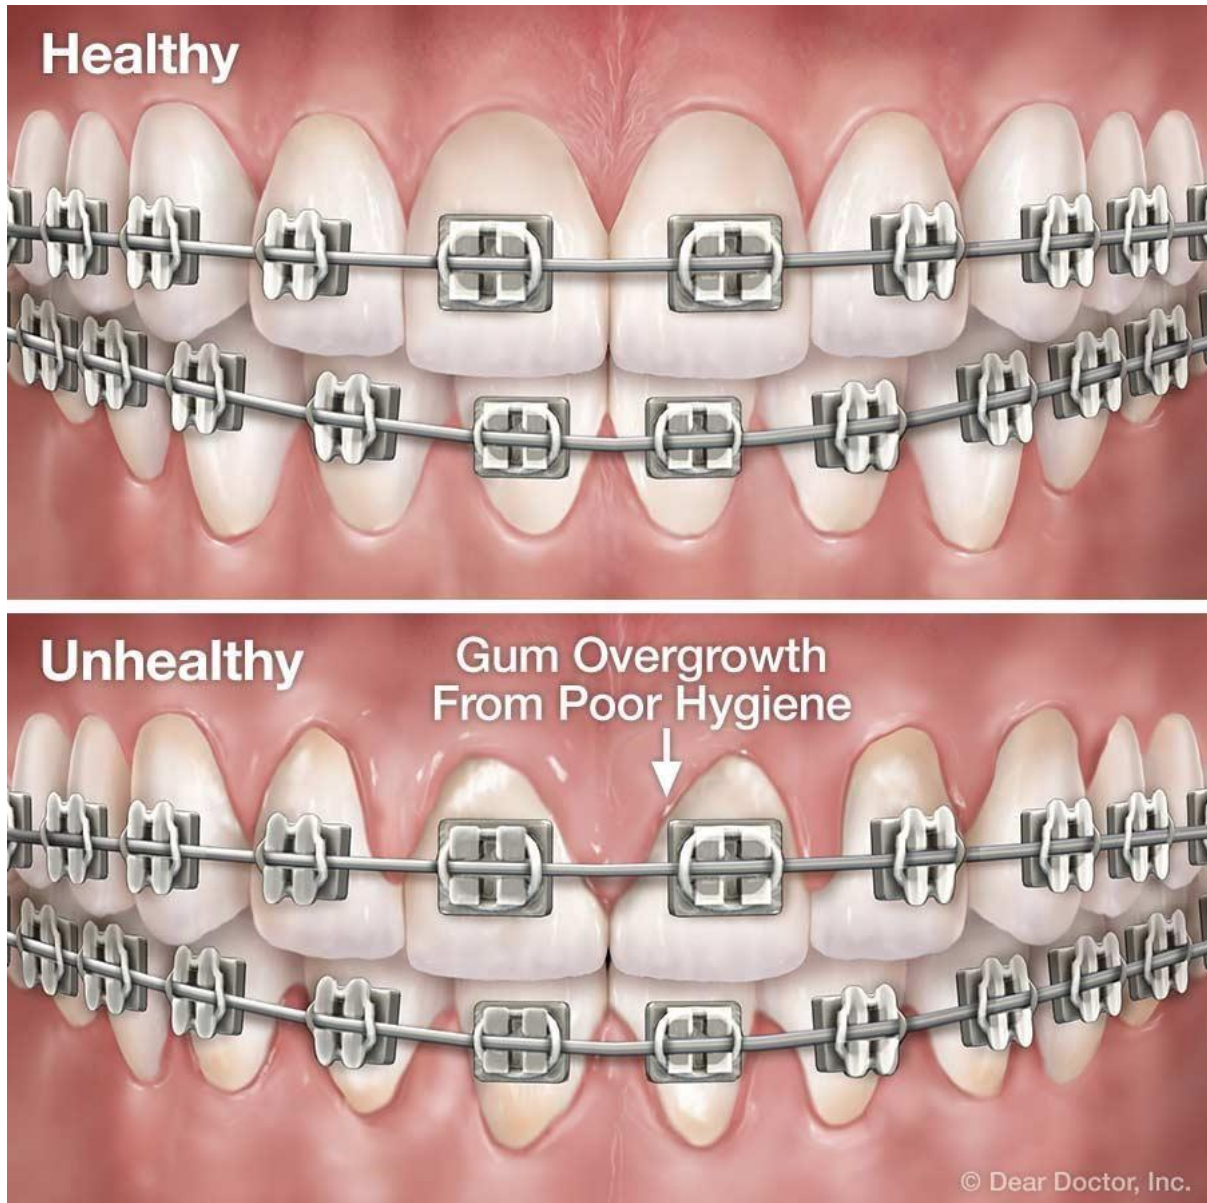 Healthy
Unhealthy
Gum Overgrowth
From Poor Hygiene
© Dear Doctor, Inc.